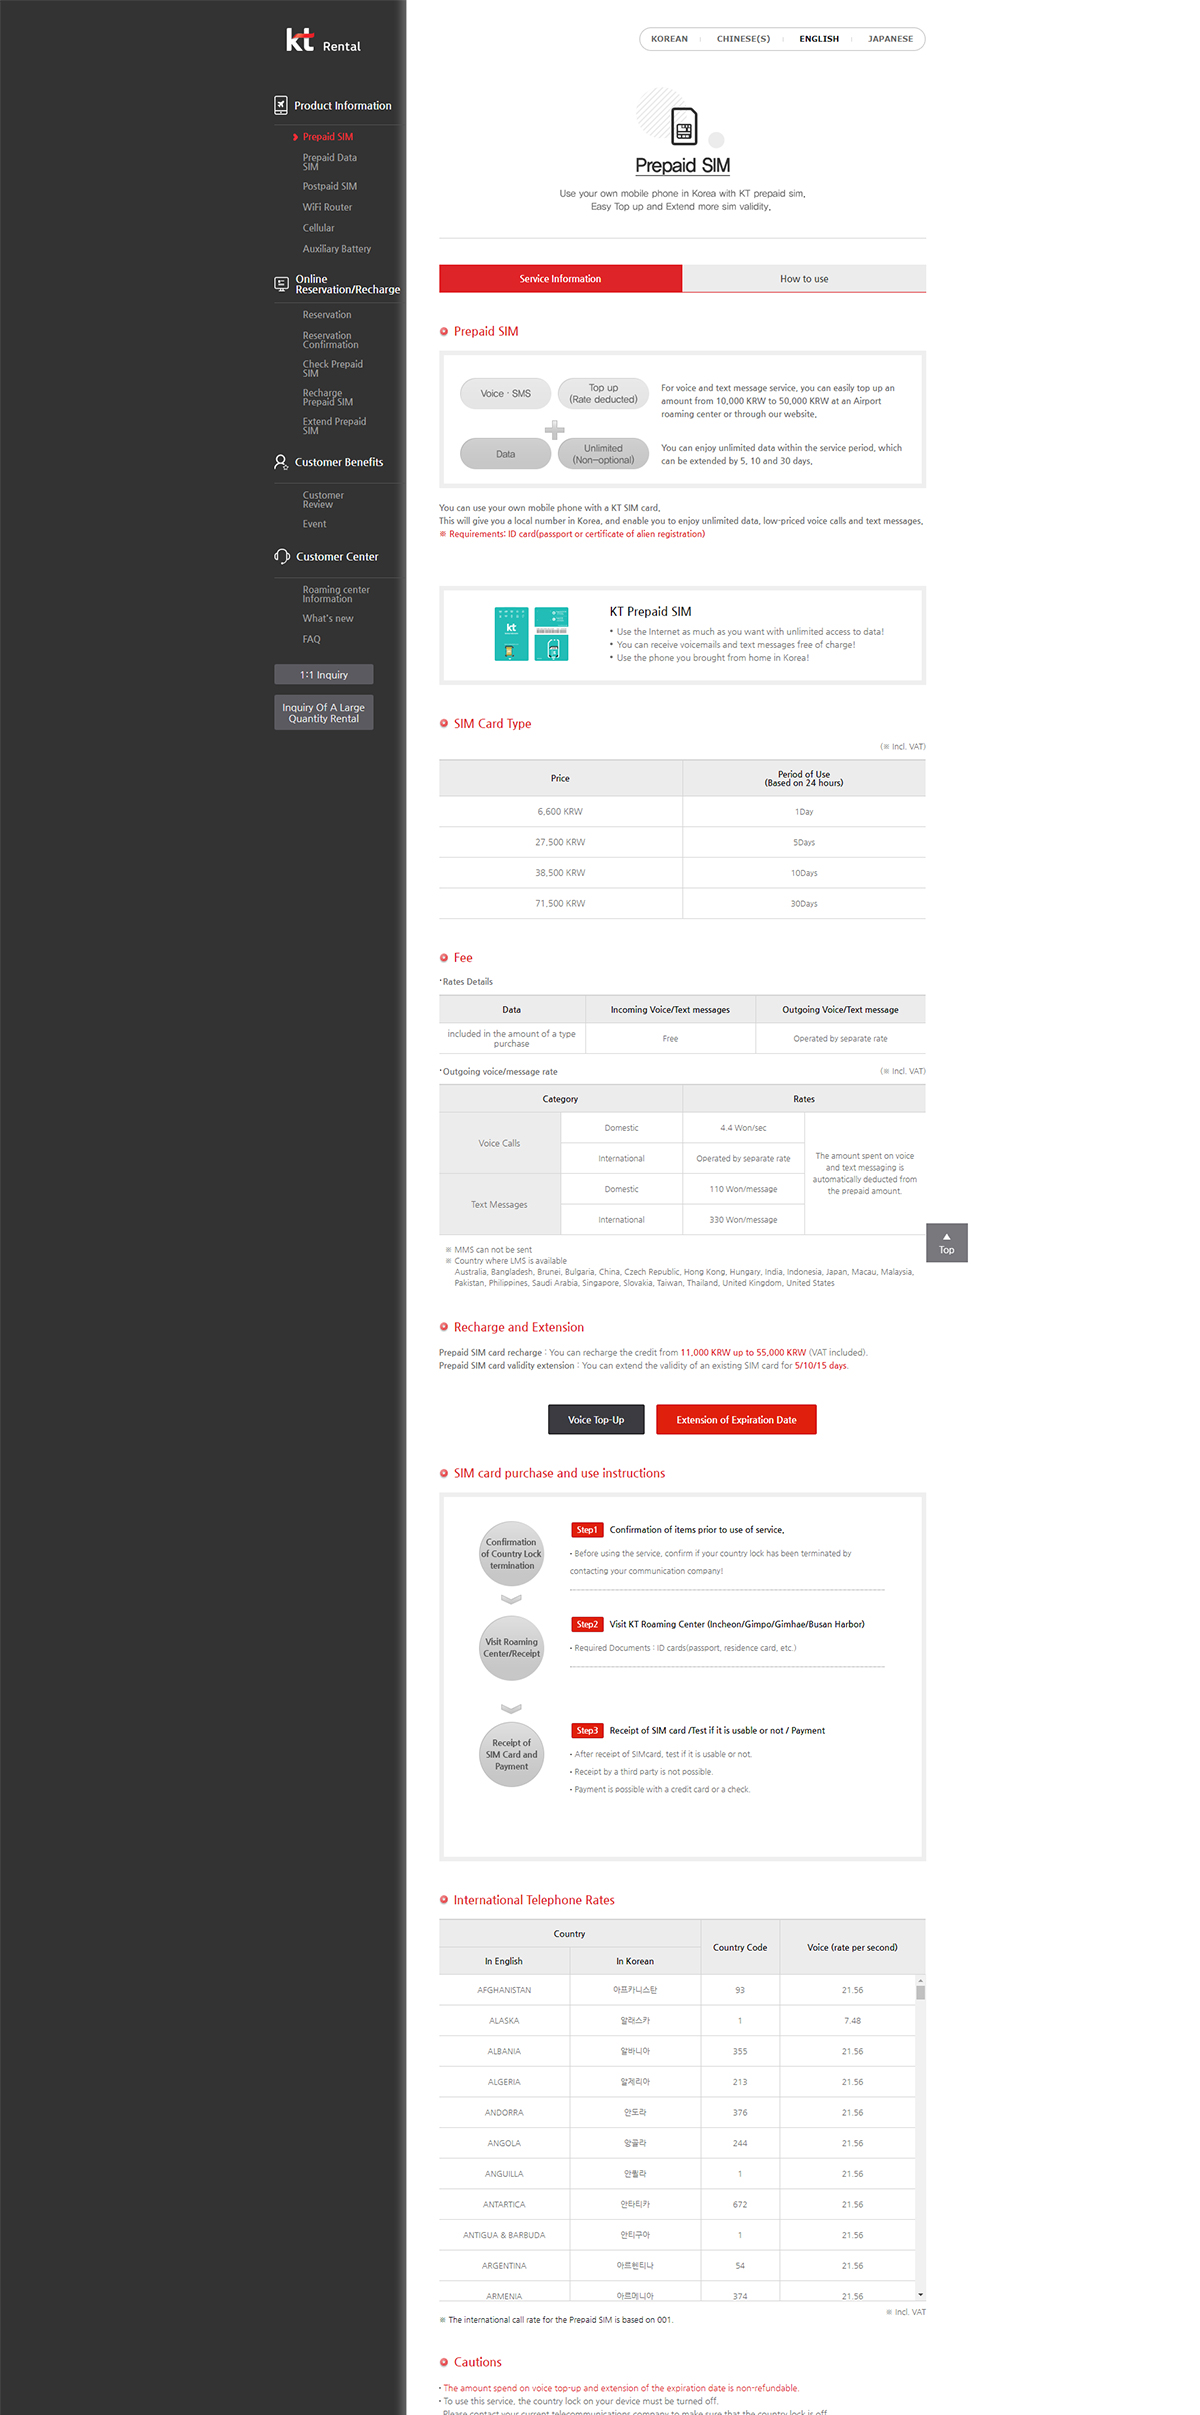 kt Rental
Product Information
Prepaid SIM
Prepaid Data
SIM
Postpaid SIM
WiFi Router
Cellular
Auxiliary Battery
Online
Reservation/Recharge
Reservation
Reservation
Confirmation
Check Prepaid
SIM
Recharge
Prepaid SIM
Extend Prepaid
SIM
Customer Benefits
Customer
Review
Event
Customer Center
Roaming center
Information
What's new
FAQ
1:1 Inquiry
Inquiry Of A Large
Quantity Rental
KOREAN CHINESE(S) ENGLISH JAPANESE
Prepaid SIM
Use your own mobile phone in Korea with KT prepaid sim.
Easy Top up and Extend more sim validity.
Service Information How to use
Prepaid SIM
Voice · SMS
Top up
(Rate deducted)
For voice and text message service, you can easily top up an
amount from 10,000 KRW to 50,000 KRW at an Airport
roaming center or through our website.
Data
Unlimited
(Non-optional)
You can enjoy unlimited data within the service period, which
can be extended by 5, 10 and 30 days.
You can use your own mobile phone with a KT SIM card.
This will give you a local number in Korea, and enable you to enjoy unlimited data, low-priced voice calls and text messages.
※ Requirements: ID card(passport or certificate of alien registration)
kt
KT Prepaid SIM
• Use the Internet as much as you want with unlimited access to data!
• You can receive voicemails and text messages free of charge!
• Use the phone you brought from home in Korea!
SIM Card Type
(※ Incl. VAT)
Price
Period of Use
(Based on 24 hours)
6,600 KRW 1Day
27,500 KRW 5Days
38,500 KRW 10Days
71,500 KRW 30Days
Fee
·Rates Details
Data Incoming Voice/Text messages Outgoing Voice/Text message
included in the amount of a type
purchase
Free
Operated by separate rate
·Outgoing voice/message rate (※ Incl. VAT)
Category Rates
Voice Calls
Domestic 4.4 Won/sec
International Operated by separate rate
Text Messages
Domestic 110 Won/message
International 330 Won/message
The amount spent on voice
and text messaging is
automatically deducted from
the prepaid amount.
※ MMS can not be sent
※ Country where LMS is available
Australia, Bangladesh, Brunei, Bulgaria, China, Czech Republic, Hong Kong, Hungary, India, Indonesia, Japan, Macau, Malaysia,
Pakistan, Philippines, Saudi Arabia, Singapore, Slovakia, Taiwan, Thailand, United Kingdom, United States
▲
Top
Recharge and Extension
Prepaid SIM card recharge : You can recharge the credit from 11,000 KRW up to 55,000 KRW (VAT included).
Prepaid SIM card validity extension : You can extend the validity of an existing SIM card for 5/10/15 days.
Voice Top-Up Extension of Expiration Date
SIM card purchase and use instructions
Confirmation
of Country Lock
termination
Step1 Confirmation of items prior to use of service.
· Before using the service, confirm if your country lock has been terminated by
contacting your communication company!
Visit Roaming
Center/Receipt
Step2 Visit KT Roaming Center (Incheon/Gimpo/Gimhae/Busan Harbor)
· Required Documents : ID cards(passport, residence card, etc.)
Receipt of
SIM Card and
Payment
Step3 Receipt of SIM card /Test if it is usable or not / Payment
· After receipt of SIMcard, test if it is usable or not.
· Receipt by a third party is not possible.
· Payment is possible with a credit card or a check.
International Telephone Rates
Country Country Code Voice (rate per second)
In English In Korean
AFGHANISTAN 아프카니스탄 93 21.56
ALASKA 알래스카 1 7.48
ALBANIA 알바니아 355 21.56
ALGERIA 알제리아 213 21.56
ANDORRA 안도라 376 21.56
ANGOLA 앙골라 244 21.56
ANGUILLA 안퀼라 1 21.56
ANTARTICA 안타티카 672 21.56
ANTIGUA & BARBUDA 안티구아 1 21.56
ARGENTINA 아르헨티나 54 21.56
ARMENIA 아르메니아 374 21.56
※ Incl. VAT
※ The international call rate for the Prepaid SIM is based on 001.
Cautions
· The amount spend on voice top-up and extension of the expiration date is non-refundable.
· To use this service, the country lock on your device must be turned off.
Please contact your current telecommunications company to make sure that the country lock is off.